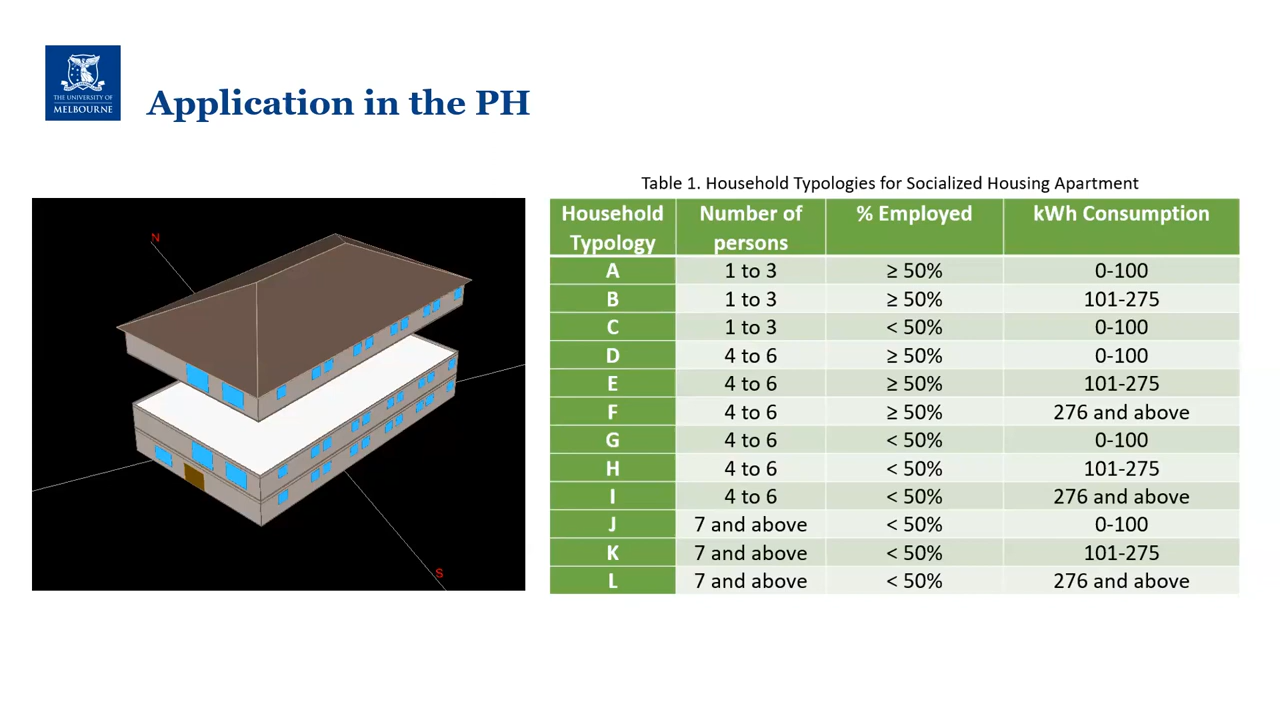 THE UNIVERSITY OF
MELBOURNE
Application in the PH
N
S
Table 1. Household Typologies for Socialized Housing Apartment
Household Typology Number of persons % Employed kWh Consumption
A 1 to 3 ≥ 50% 0-100
B 1 to 3 ≥ 50% 101-275
C 1 to 3 < 50% 0-100
D 4 to 6 ≥ 50% 0-100
E 4 to 6 ≥ 50% 101-275
F 4 to 6 ≥ 50% 276 and above
G 4 to 6 < 50% 0-100
H 4 to 6 < 50% 101-275
I 4 to 6 < 50% 276 and above
J 7 and above < 50% 0-100
K 7 and above < 50% 101-275
L 7 and above < 50% 276 and above